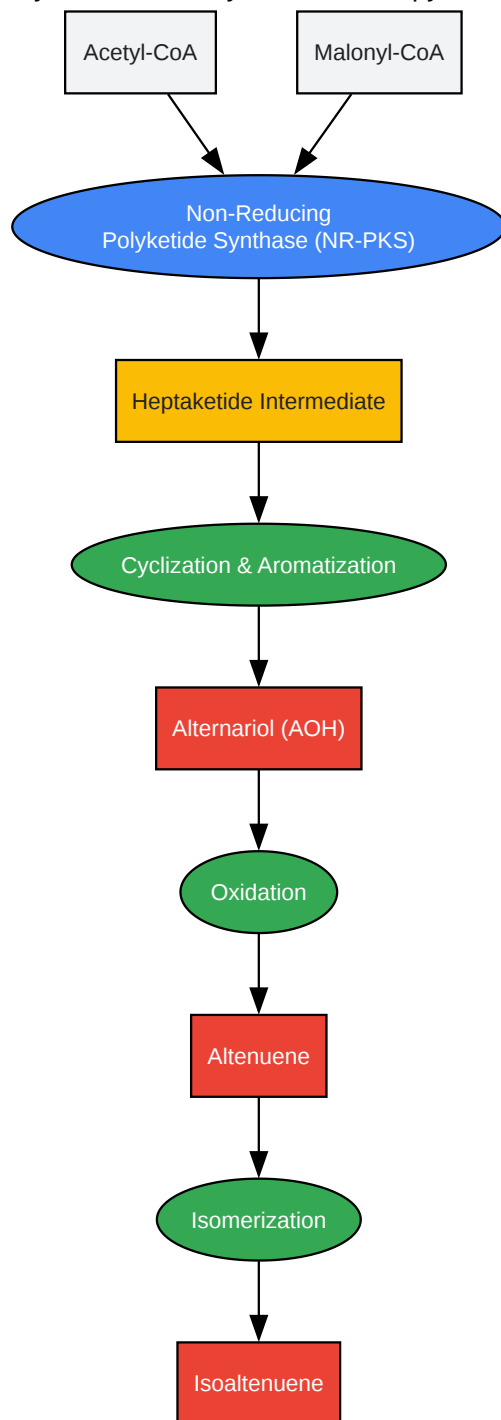 Acetyl-CoA
Malonyl-CoA
Non-Reducing
Polyketide Synthase (NR-PKS)
Heptaketide Intermediate
Cyclization & Aromatization
Alternariol (AOH)
Oxidation
Altenuene
Isomerization
Isoaltenuene